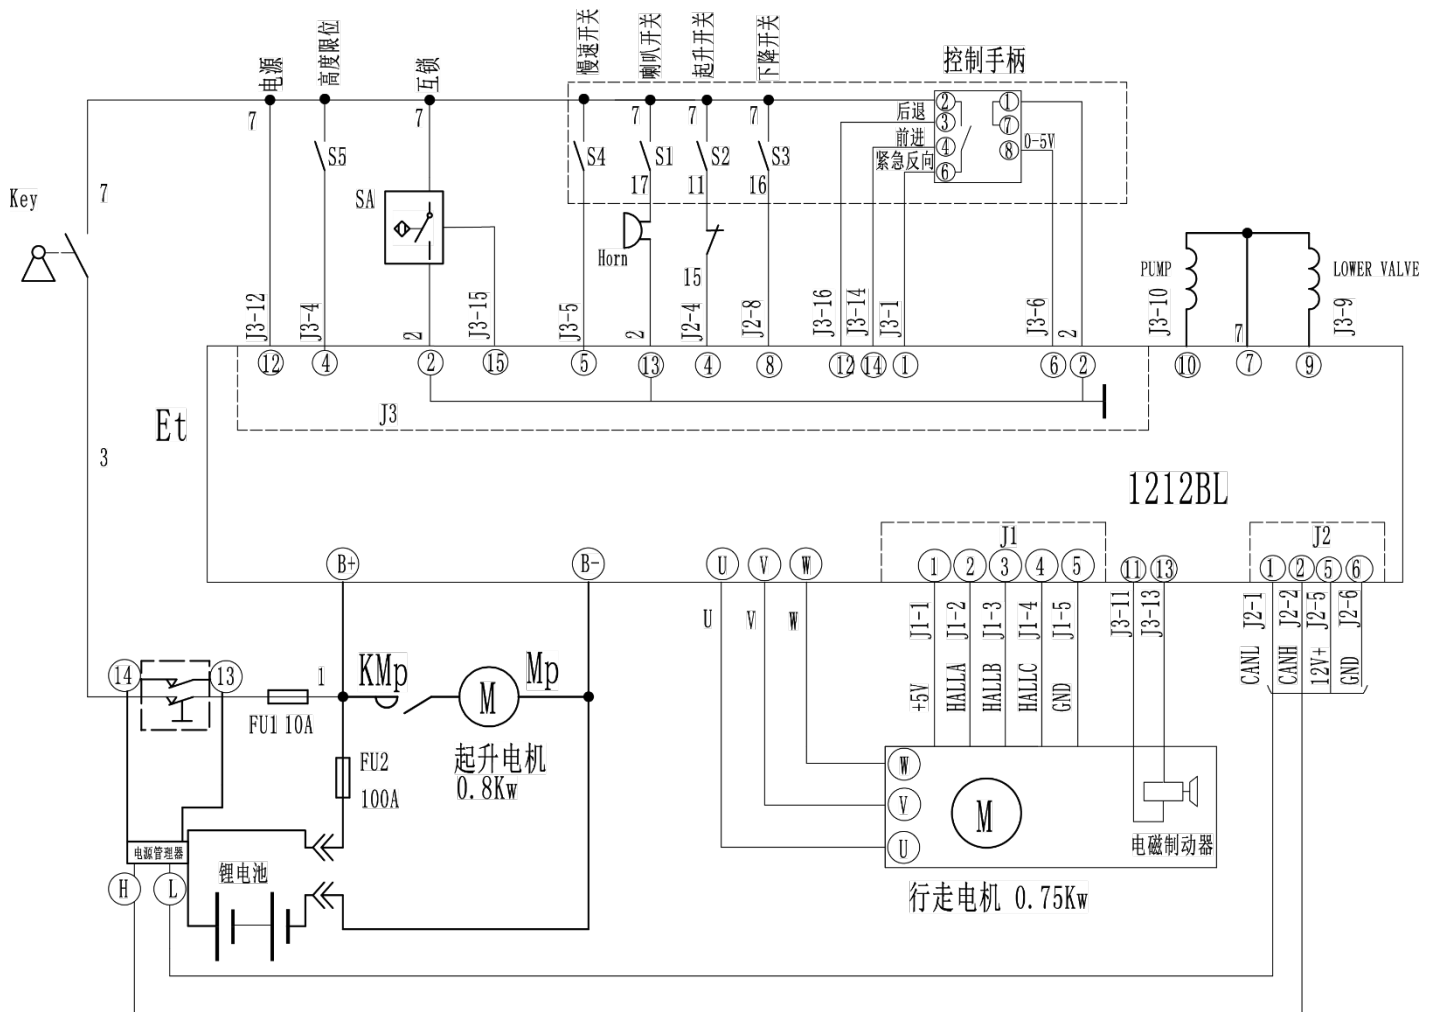 电源
高度限位
互锁
慢速开关
喇叭开关
起升开关
下降开关
控制手柄
7
7
7
7
7
后退
前进
紧急反向
2
3
4
6
1
7
8
0-5V
Key
7
S5
SA
S4
S1
S2
S3
17
11
16
Horn
15
PUMP
LOWER VALVE
J3-12
J3-4
2
J3-15
J3-5
2
J2-4
J2-8
J3-16
J3-14
J3-1
J3-6
2
J3-10
7
J3-9
12
4
2
15
5
13
4
8
12
14
1
6
2
10
7
9
J3
Et
3
1212BL
J1
J2
B+
B-
U
V
W
1
2
3
4
5
11
13
1
2
5
6
U
V
W
J1-1
J1-2
J1-3
J1-4
J1-5
J3-11
J3-13
J2-1
J2-2
J2-5
J2-6
+5V
HALLA
HALLB
HALLC
GND
CANL
CANH
12V+
GND
14
13
1
KMp
M
Mp
FU1 10A
起升电机
0.8Kw
FU2
100A
W
V
U
M
电磁制动器
电源管理器
锂电池
H
L
行走电机 0.75Kw